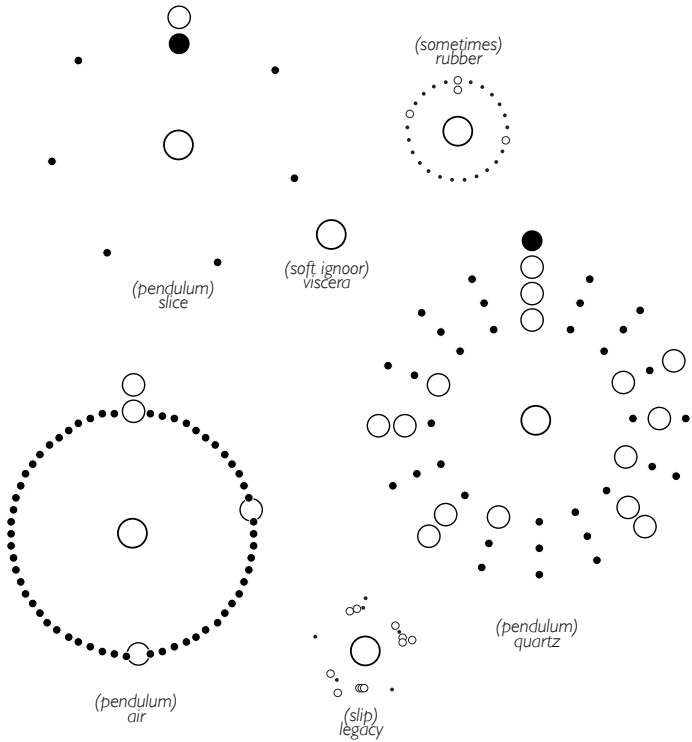 (sometimes)
rubber
(soft ignoor)
viscera
(pendulum)
slice
(pendulum)
quartz
(pendulum)
air
(slip)
legacy